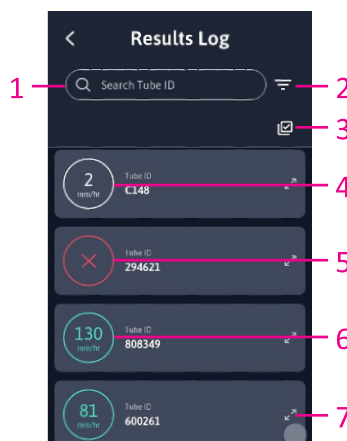 Results Log
1 Search Tube ID 2
3
2 mm/hr Tube ID 4
C148
Tube ID 5
294621
130 mm/hr Tube ID 6
808349
81 mm/hr Tube ID 7
600261